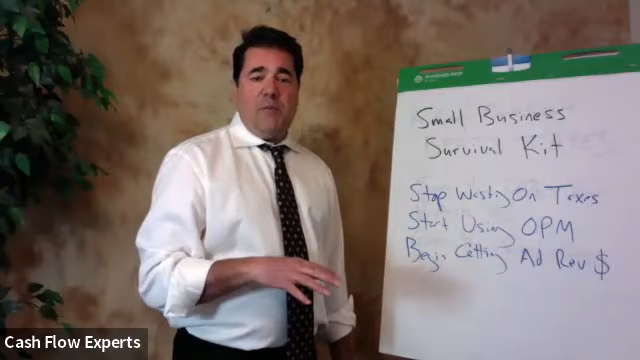 Small Business
Survival Kit
Stop Wasting On Taxes
Start Using OPM
Begin Getting Ad Rev $
Cash Flow Experts